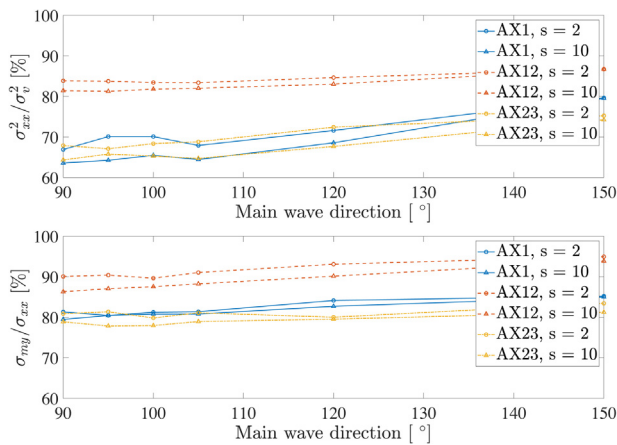 100
90
80
70
60
σ²xx/σ²v [%]
90 100 110 120 130 140 150
Main wave direction [ °]
AX1, s = 2
AX1, s = 10
AX12, s = 2
AX12, s = 10
AX23, s = 2
AX23, s = 10
100
90
80
70
60
σmy/σxx [%]
90 100 110 120 130 140 150
Main wave direction [ °]
AX1, s = 2
AX1, s = 10
AX12, s = 2
AX12, s = 10
AX23, s = 2
AX23, s = 10